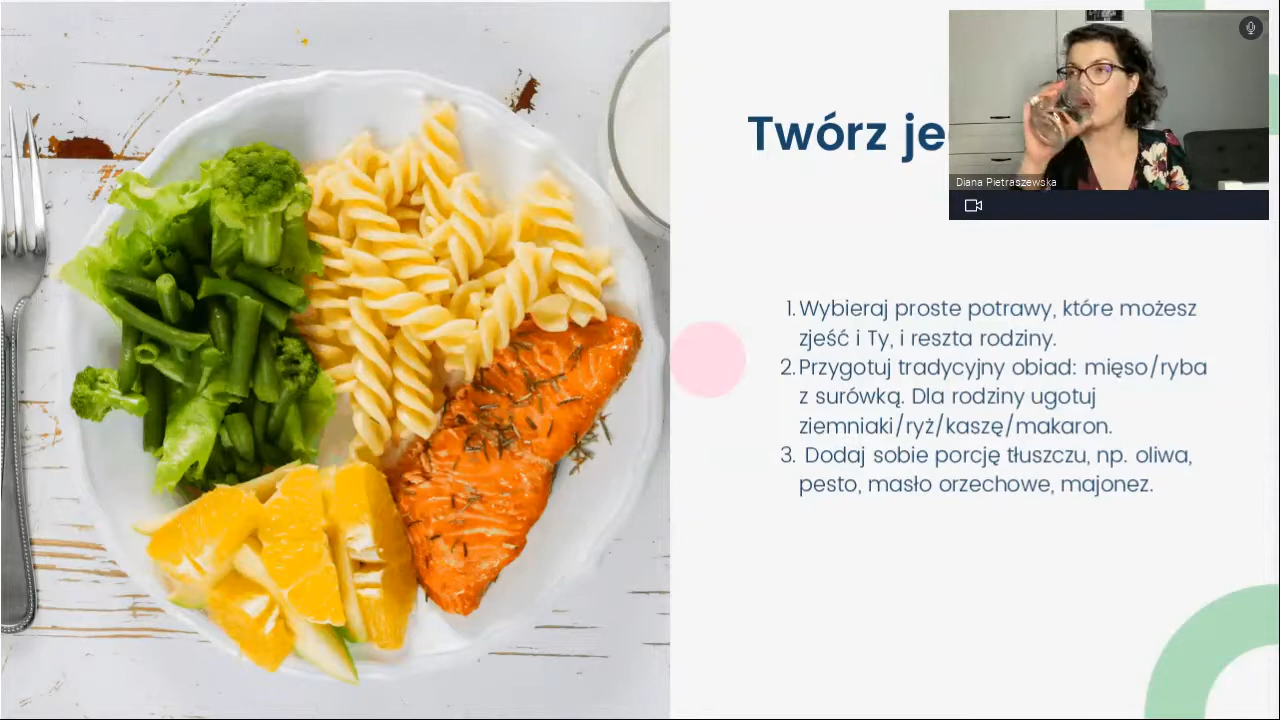 Twórz je
Diana Pietraszewska
1. Wybieraj proste potrawy, które możesz
zjeść i Ty, i reszta rodziny.
2. Przygotuj tradycyjny obiad: mięso/ryba
z surówką. Dla rodziny ugotuj
ziemniaki/ryż/kaszę/makaron.
3. Dodaj sobie porcję tłuszczu, np. oliwa,
pesto, masło orzechowe, majonez.